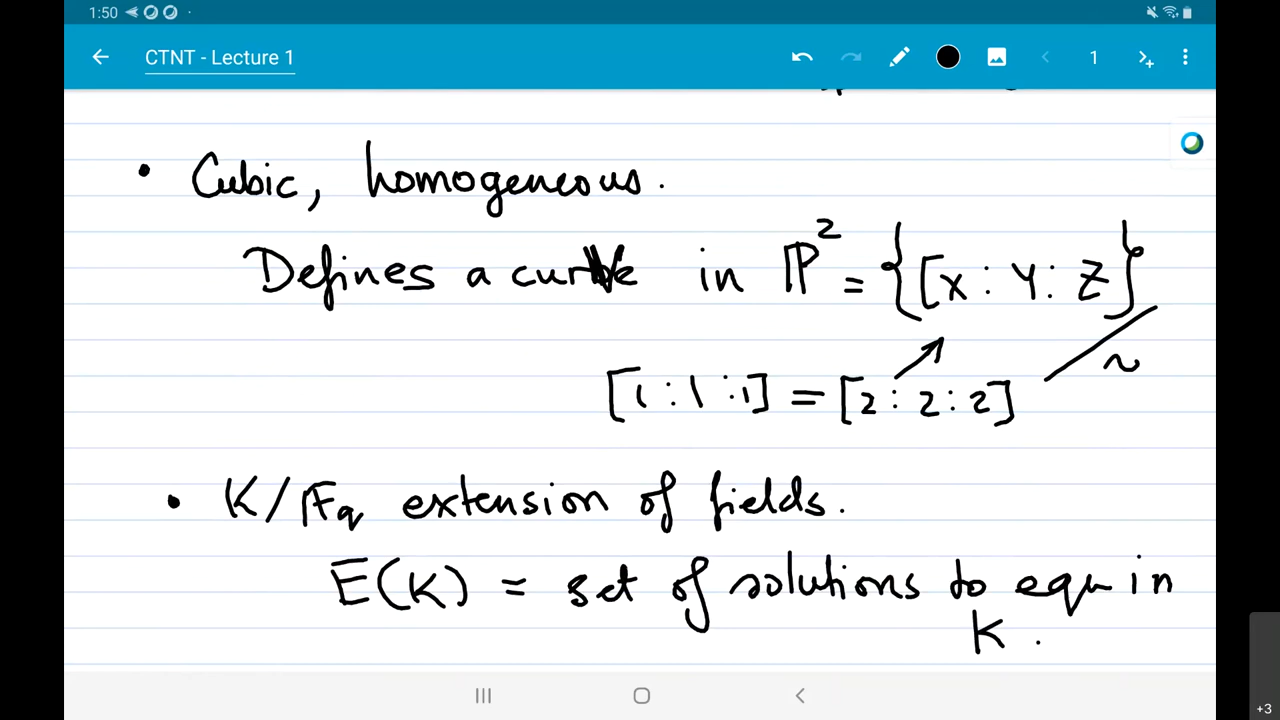 1:50
CTNT - Lecture 1
1
• Cubic, homogeneous.
Defines a curve in ℙ² = {[X : Y : Z]}/~
[1 : 1 : 1] = [2 : 2 : 2]
• K/𝔽q extension of fields.
E(K) = set of solutions to eqn in
K.
+3